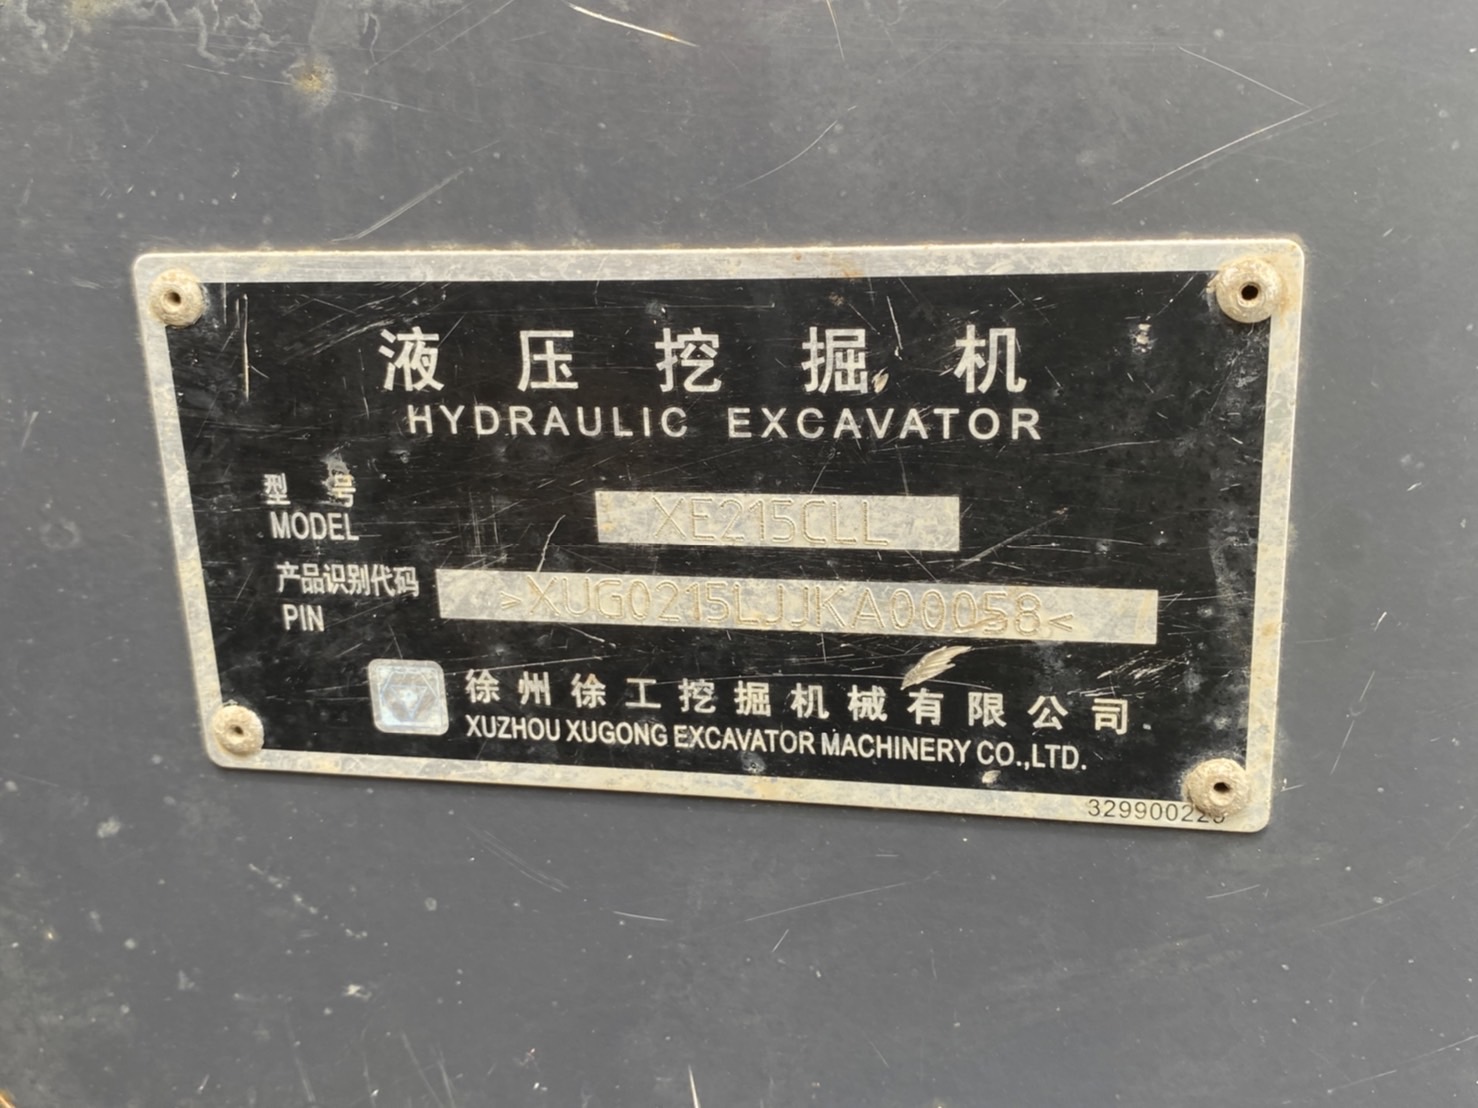 液压挖掘机
HYDRAULIC EXCAVATOR
型号
MODEL
XE215CLL
产品识别代码
PIN
>XUG0215LJJKA00058<
徐州徐工挖掘机械有限公司
XUZHOU XUGONG EXCAVATOR MACHINERY CO.,LTD.